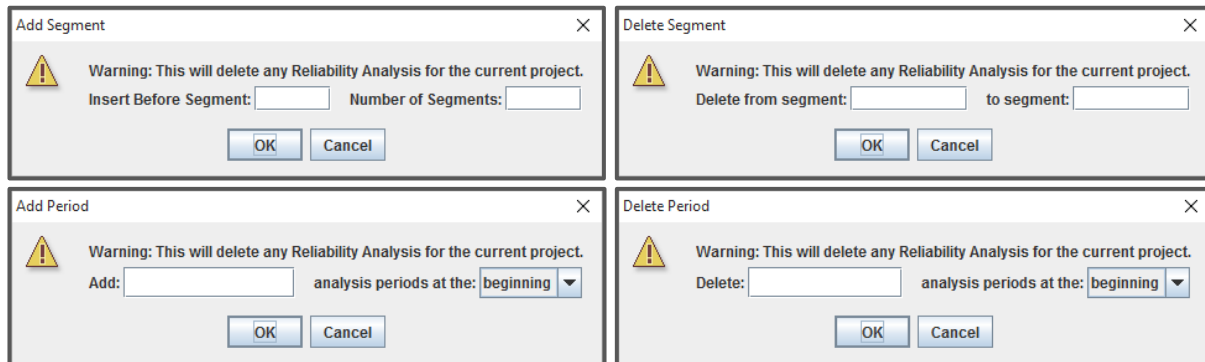 Add Segment
Warning: This will delete any Reliability Analysis for the current project.
Insert Before Segment: Number of Segments:
OK Cancel
Delete Segment
Warning: This will delete any Reliability Analysis for the current project.
Delete from segment: to segment:
OK Cancel
Add Period
Warning: This will delete any Reliability Analysis for the current project.
Add: analysis periods at the: beginning
OK Cancel
Delete Period
Warning: This will delete any Reliability Analysis for the current project.
Delete: analysis periods at the: beginning
OK Cancel